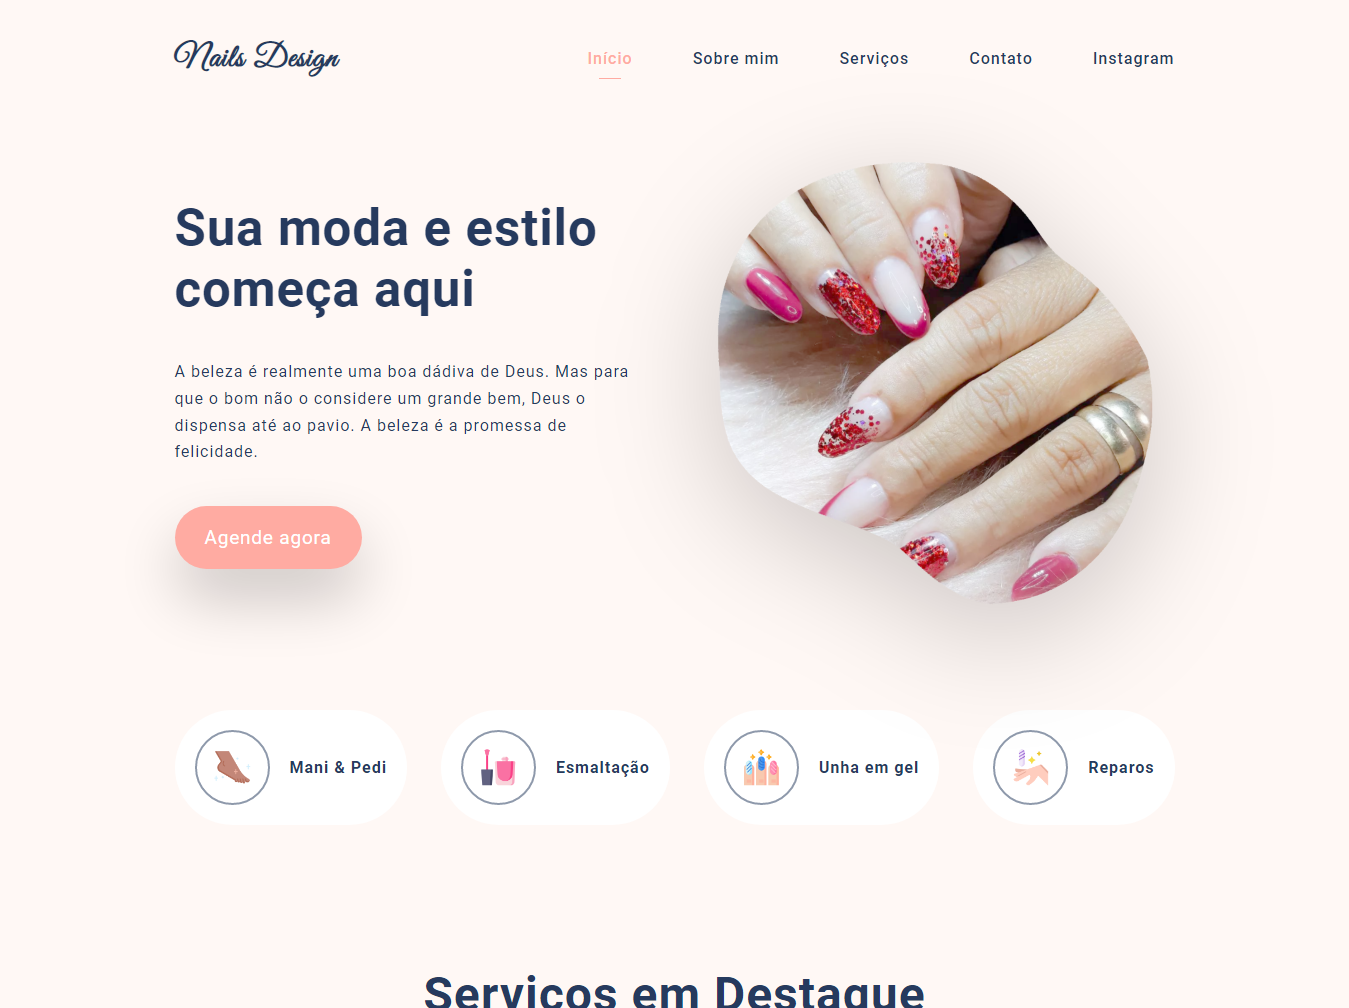 Nails Design
Início
Sobre mim
Serviços
Contato
Instagram
Sua moda e estilo
começa aqui
A beleza é realmente uma boa dádiva de Deus. Mas para
que o bom não o considere um grande bem, Deus o
dispensa até ao pavio. A beleza é a promessa de
felicidade.
Agende agora
Mani & Pedi
Esmaltação
Unha em gel
Reparos
Serviços em Destaque